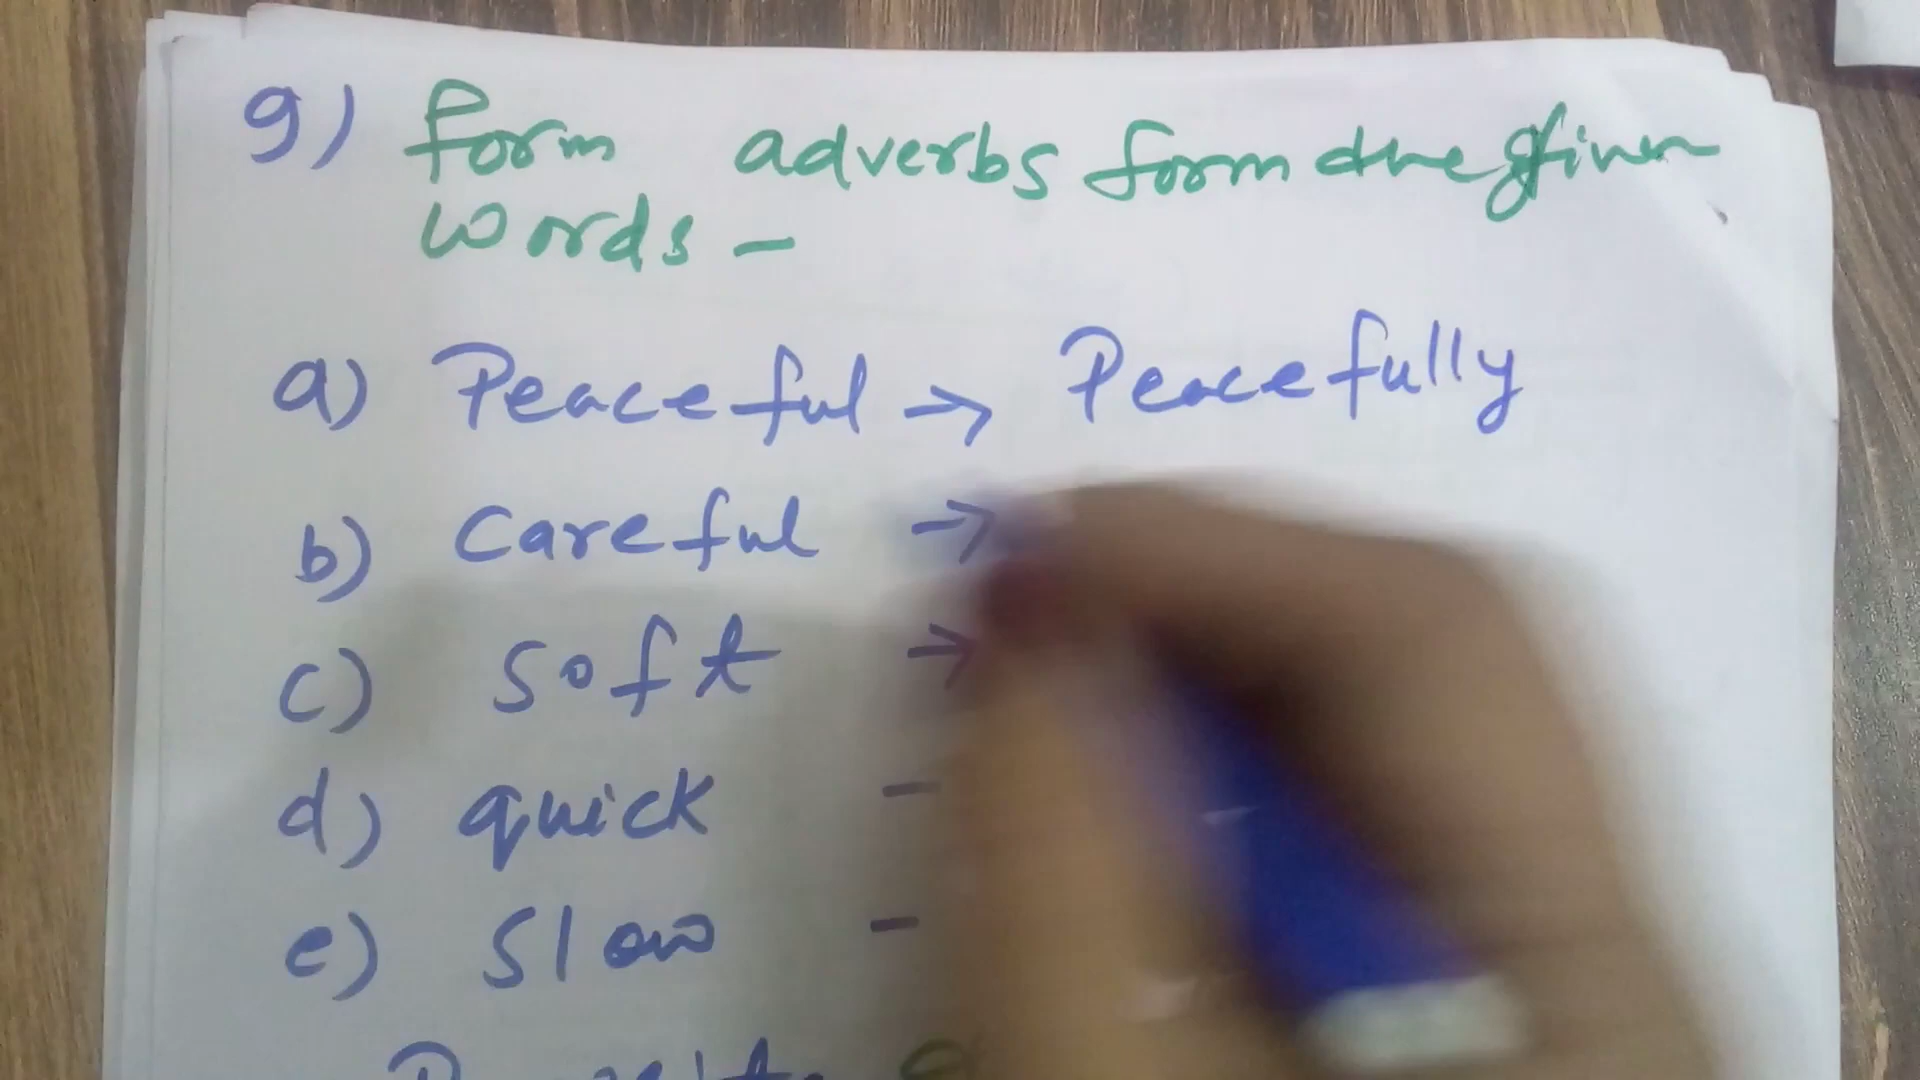 9) form adverbs form the given
words -
a) Peaceful → Peacefully
b) Careful →
c) Soft →
d) quick -
e) Slow -